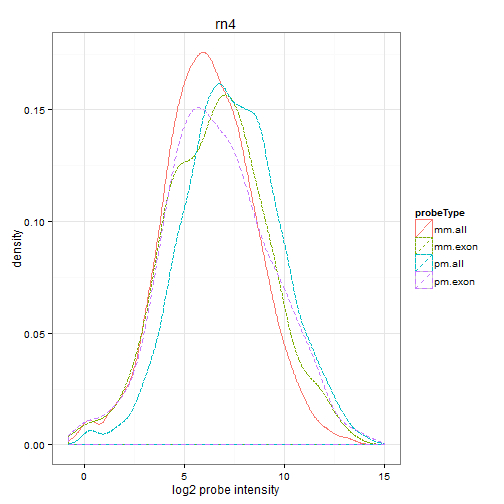 rn4
0.15
0.10
0.05
0.00
density
0
5
10
15
log2 probe intensity
probeType
mm.all
mm.exon
pm.all
pm.exon